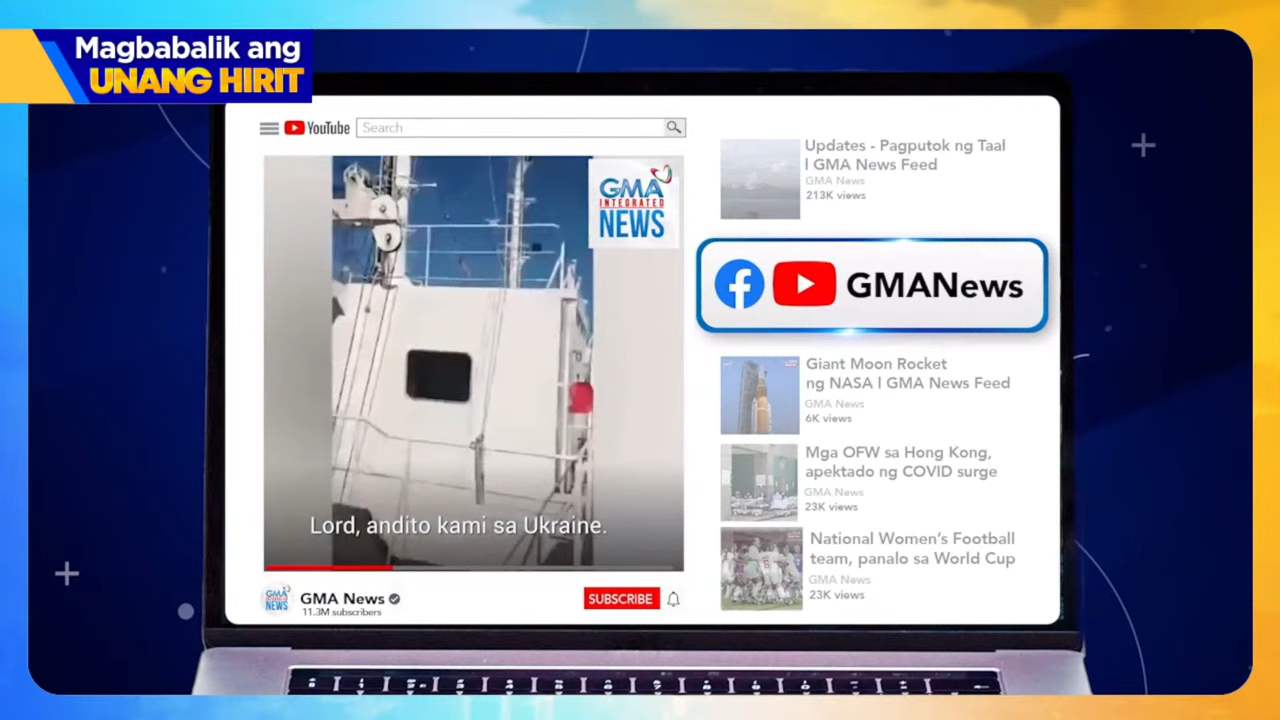 Magbabalik ang
UNANG HIRIT
YouTube
Search
GMA
INTEGRATED
NEWS
Lord, andito kami sa Ukraine.
GMA
INTEGRATED
NEWS
GMA News
11.3M subscribers
SUBSCRIBE
Updates - Pagputok ng Taal
| GMA News Feed
GMA News
213K views
GMANews
Giant Moon Rocket
ng NASA | GMA News Feed
GMA News
6K views
Mga OFW sa Hong Kong,
apektado ng COVID surge
GMA News
23K views
National Women's Football
team, panalo sa World Cup
GMA News
23K views